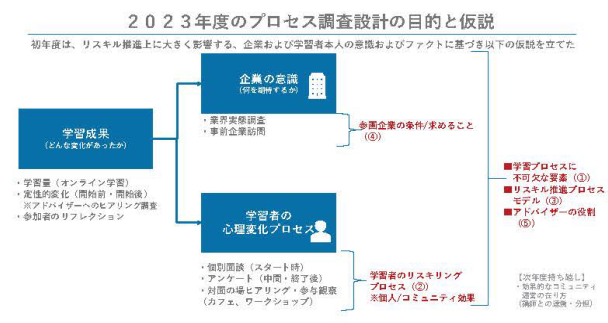 ２０２３年度のプロセス調査設計の目的と仮説
初年度は、リスキル推進上に大きく影響する、企業および学習者本人の意識およびファクトに基づき以下の仮説を立てた
企業の意識
（何を期待するか）
・業界実態調査
・事前企業訪問
参画企業の条件/求めること
（④）
学習成果
（どんな変化があったか）
・学習量（オンライン学習）
・定性的変化（開始前・開始後）
※アドバイザーへのヒアリング調査
・参加者のリフレクション
■学習プロセスに
不可欠な要素（①）
■リスキル推進プロセス
モデル（③）
■アドバイザーの役割
（⑤）
学習者の
心理変化プロセス
・個別面談（スタート時）
・アンケート（中間・終了後）
・対面の場ヒアリング・参与観察
（カフェ、ワークショップ）
学習者のリスキリング
プロセス（②）
※個人/コミュニティ効果
【次年度持ち越し】
・効果的なコミュニティ
運営の在り方
（講師との連携・分担）